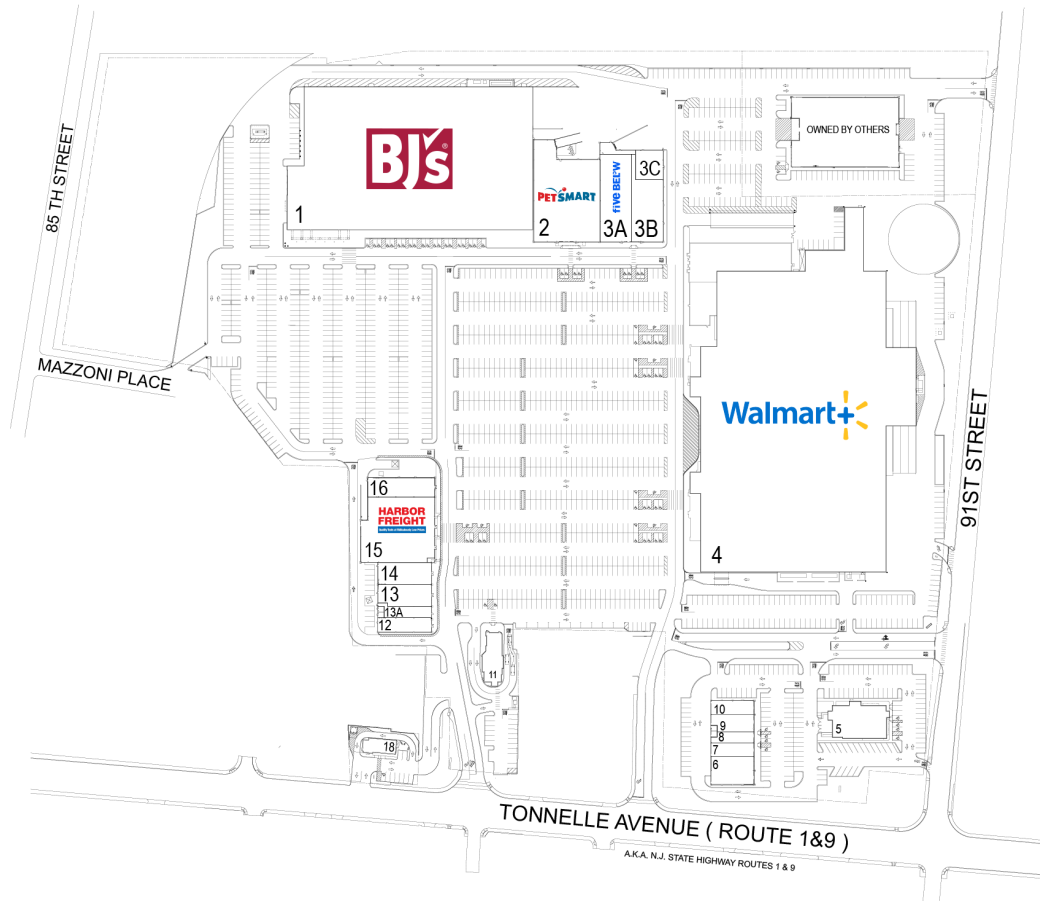 OWNED BY OTHERS
BJ's
®
1
PETSMART
2
five BEL°W
3A
3B
3C
85 TH STREET
MAZZONI PLACE
Walmart+
4
91ST STREET
16
HARBOR
FREIGHT
15
14
13
13A
12
11
18
10
9
8
7
6
5
TONNELLE AVENUE ( ROUTE 1&9 )
A.K.A. N.J. STATE HIGHWAY ROUTES 1 & 9